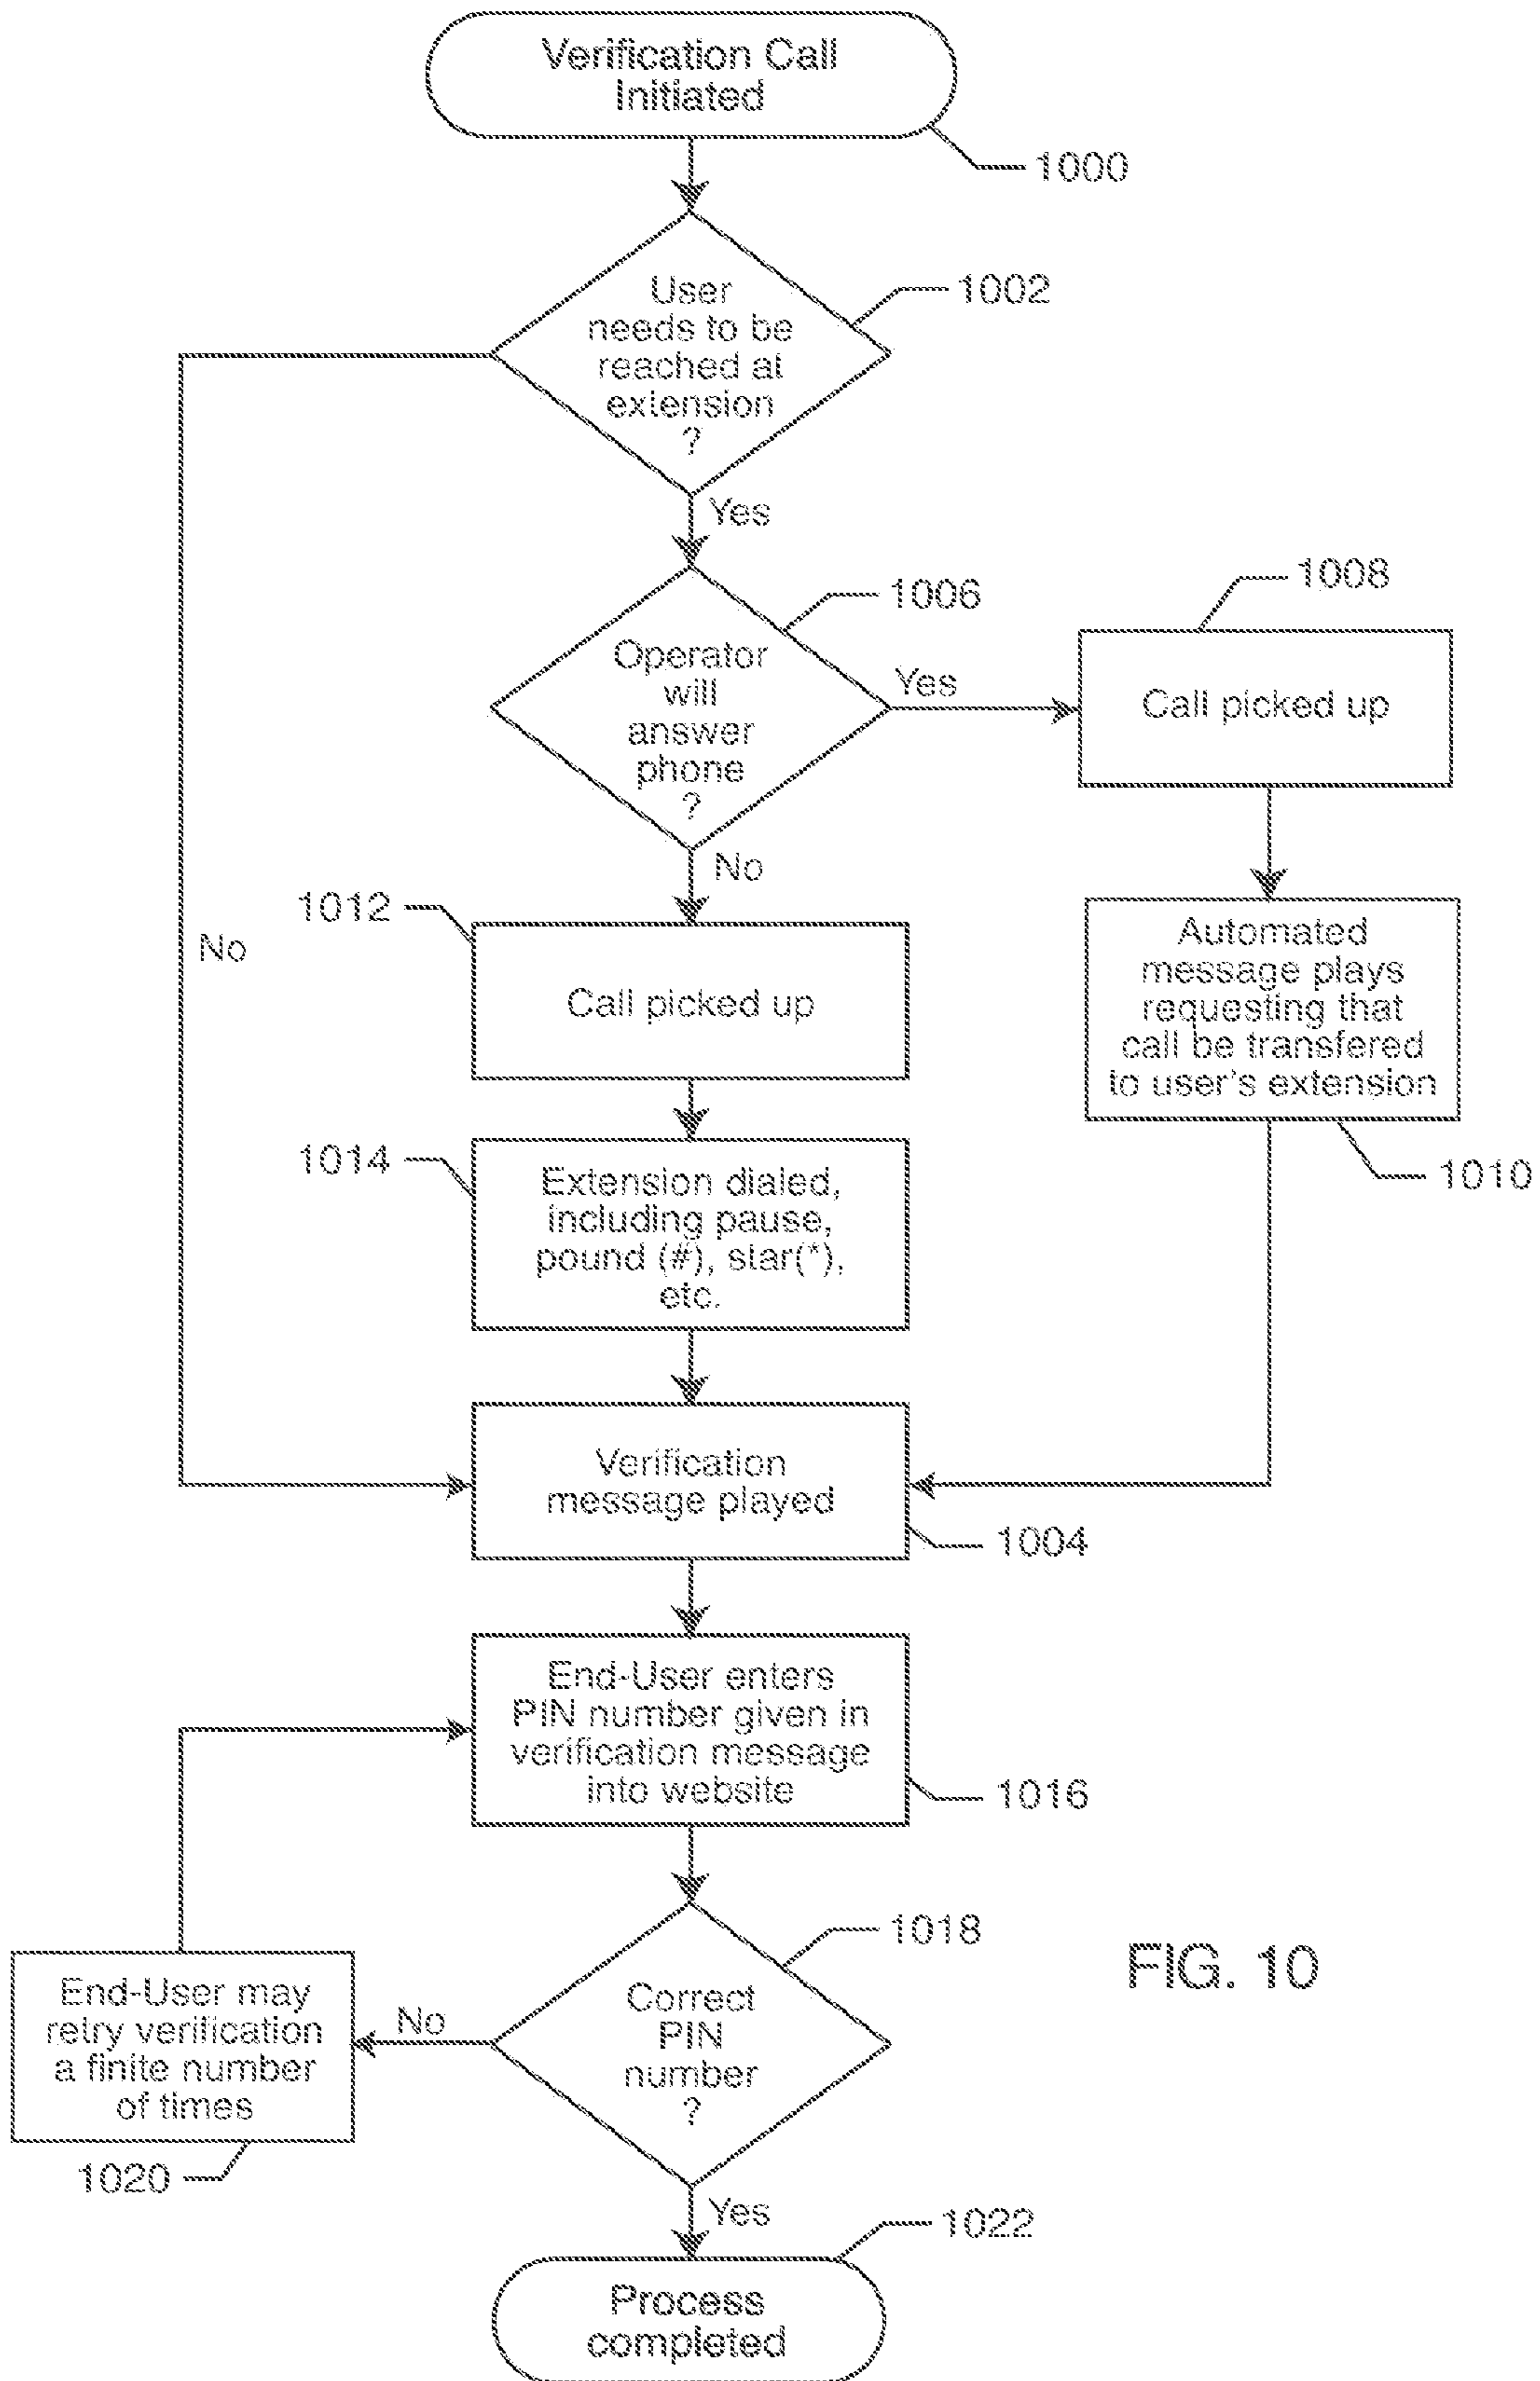 Verification Call
Initiated
1000
User
needs to be
reached at
extension
?
1002
Yes
No
Operator
will
answer
phone
?
1006
Yes
1008
Call picked up
No
1012
Call picked up
Automated
message plays
requesting that
call be transfered
to user's extension
1010
1014
Extension dialed,
including pause,
pound (#), star(*),
etc.
Verification
message played
1004
End-User enters
PIN number given in
verification message
into website
1016
Correct
PIN
number
?
1018
No
End-User may
retry verification
a finite number
of times
1020
FIG. 10
Yes
1022
Process
completed